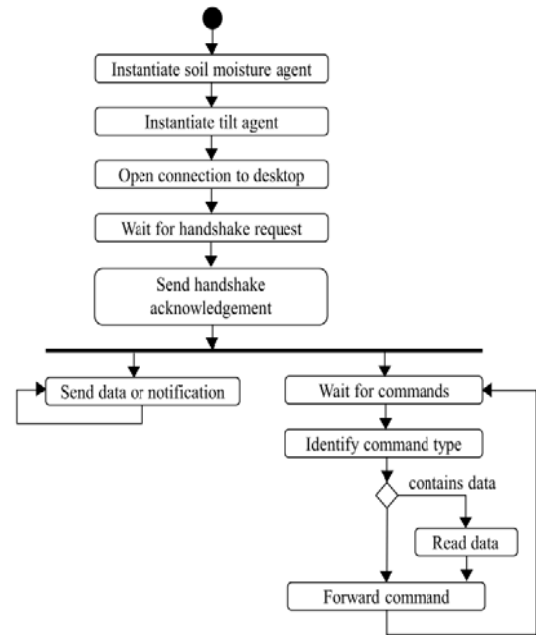 Instantiate soil moisture agent
Instantiate tilt agent
Open connection to desktop
Wait for handshake request
Send handshake
acknowledgement
Send data or notification
Wait for commands
Identify command type
contains data
Read data
Forward command